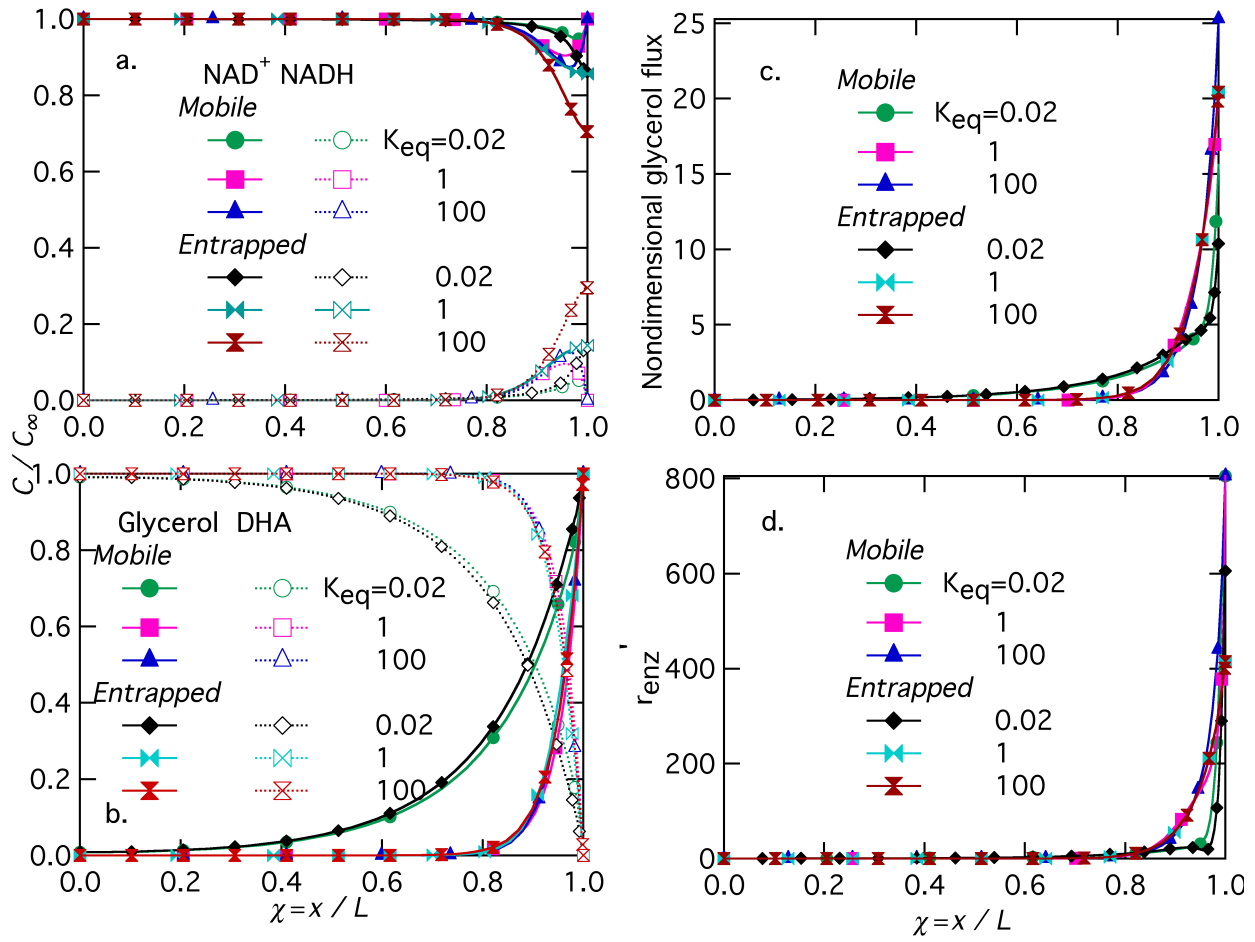 1.0
0.8
0.6
0.4
0.2
0.0
a.
NAD+ NADH
Mobile
Keq=0.02
1
100
Entrapped
0.02
1
100
0.0 0.2 0.4 0.6 0.8 1.0
C / C∞
1.0
0.8
0.6
0.4
0.2
0.0
Glycerol DHA
Mobile
Keq=0.02
1
100
Entrapped
0.02
1
100
b.
0.0 0.2 0.4 0.6 0.8 1.0
χ=x / L
Nondimensional glycerol flux
25
20
15
10
5
0
c.
Mobile
Keq=0.02
1
100
Entrapped
0.02
1
100
0.0 0.2 0.4 0.6 0.8 1.0
renz'
800
600
400
200
0
d.
Mobile
Keq=0.02
1
100
Entrapped
0.02
1
100
0.0 0.2 0.4 0.6 0.8 1.0
χ=x / L